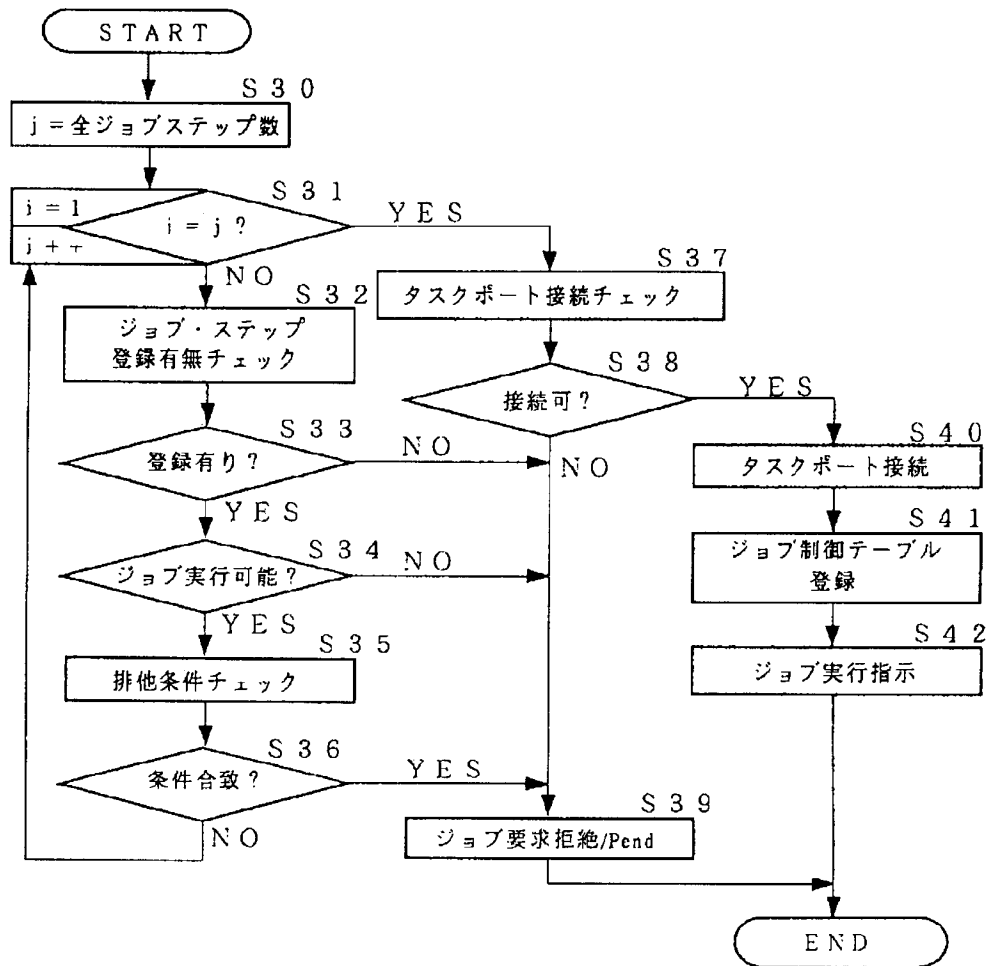 START
S30
j=全ジョブステップ数
S31
i=1
i=j?
YES
j++
NO
S37
タスクポート接続チェック
S32
ジョブ・ステップ
登録有無チェック
S38
接続可?
YES
NO
S33
登録有り?
NO
YES
S40
タスクポート接続
S34
ジョブ実行可能?
NO
YES
S41
ジョブ制御テーブル
登録
S35
排他条件チェック
S42
ジョブ実行指示
S36
条件合致?
YES
NO
S39
ジョブ要求拒絶/Pend
END